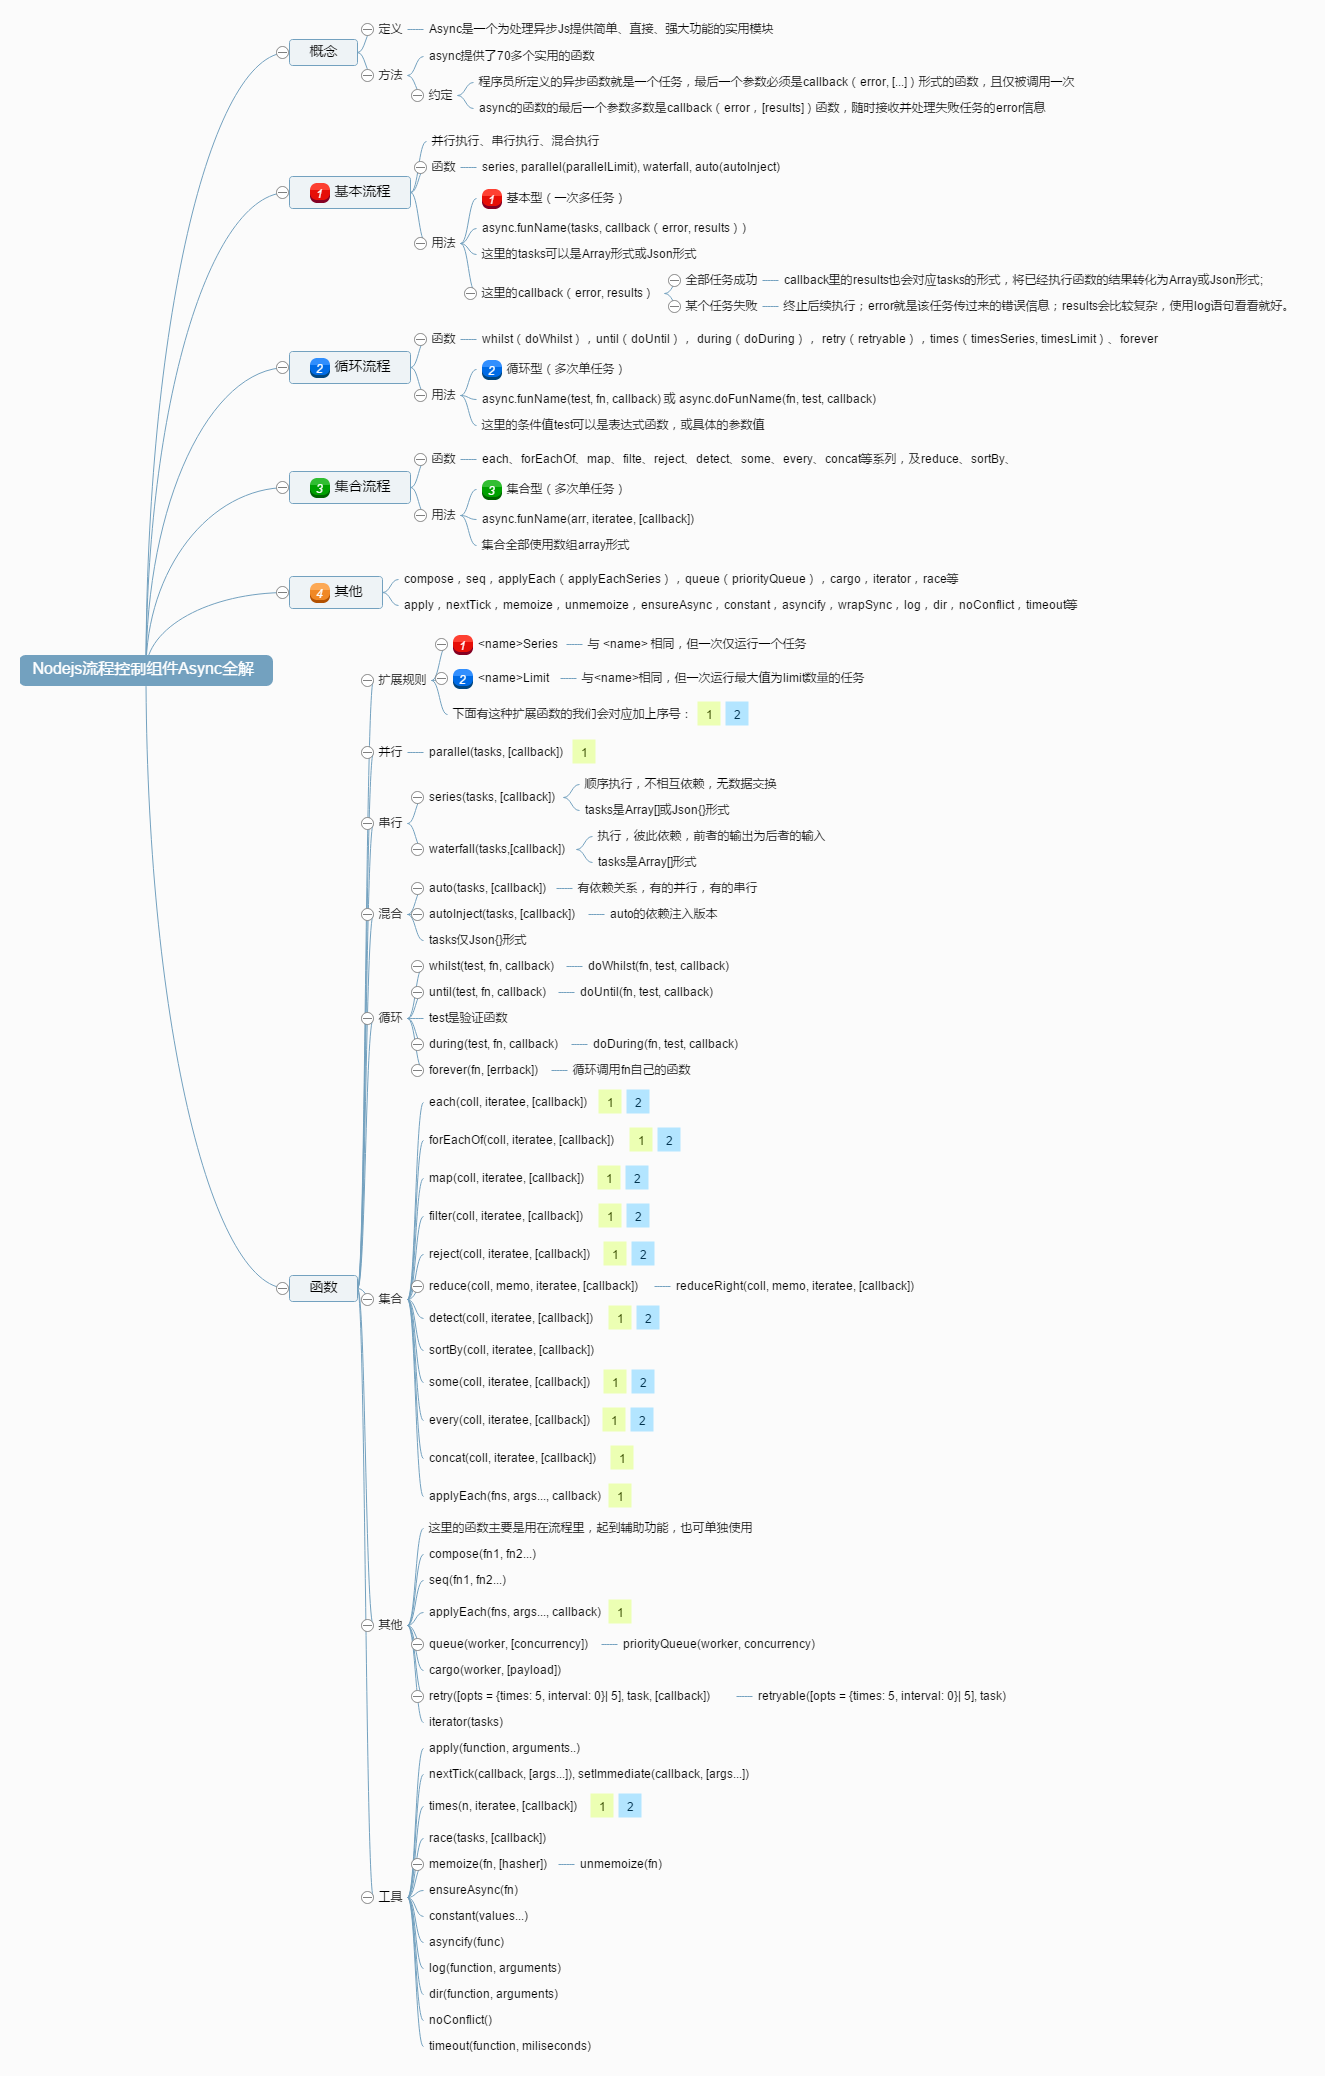 Nodejs流程控制组件Async全解
概念
定义
Async是一个为处理异步Js提供简单、直接、强大功能的实用模块
方法
async提供了70多个实用的函数
约定
程序员所定义的异步函数就是一个任务，最后一个参数必须是callback（error, [...]）形式的函数，且仅被调用一次
async的函数的最后一个参数多数是callback（error，[results]）函数，随时接收并处理失败任务的error信息
1 基本流程
并行执行、串行执行、混合执行
函数
series, parallel(parallelLimit), waterfall, auto(autoInject)
用法
1 基本型（一次多任务）
async.funName(tasks, callback（error, results）)
这里的tasks可以是Array形式或Json形式
这里的callback（error, results）
全部任务成功
callback里的results也会对应tasks的形式，将已经执行函数的结果转化为Array或Json形式;
某个任务失败
终止后续执行；error就是该任务传过来的错误信息；results会比较复杂，使用log语句看看就好。
2 循环流程
函数
whilst（doWhilst），until（doUntil）， during（doDuring）， retry（retryable），times（timesSeries, timesLimit）、forever
用法
2 循环型（多次单任务）
async.funName(test, fn, callback) 或 async.doFunName(fn, test, callback)
这里的条件值test可以是表达式函数，或具体的参数值
3 集合流程
函数
each、forEachOf、map、filte、reject、detect、some、every、concat等系列，及reduce、sortBy、
用法
3 集合型（多次单任务）
async.funName(arr, iteratee, [callback])
集合全部使用数组array形式
4 其他
compose，seq，applyEach（applyEachSeries），queue（priorityQueue），cargo，iterator，race等
apply，nextTick，memoize，unmemoize，ensureAsync，constant，asyncify，wrapSync，log，dir，noConflict，timeout等
函数
扩展规则
1 <name>Series
与 <name> 相同，但一次仅运行一个任务
2 <name>Limit
与<name>相同，但一次运行最大值为limit数量的任务
下面有这种扩展函数的我们会对应加上序号： 1 2
并行
parallel(tasks, [callback]) 1
串行
series(tasks, [callback])
顺序执行，不相互依赖，无数据交换
tasks是Array[]或Json{}形式
waterfall(tasks,[callback])
执行，彼此依赖，前者的输出为后者的输入
tasks是Array[]形式
混合
auto(tasks, [callback])
有依赖关系，有的并行，有的串行
autoInject(tasks, [callback])
auto的依赖注入版本
tasks仅Json{}形式
循环
whilst(test, fn, callback)
doWhilst(fn, test, callback)
until(test, fn, callback)
doUntil(fn, test, callback)
test是验证函数
during(test, fn, callback)
doDuring(fn, test, callback)
forever(fn, [errback])
循环调用fn自己的函数
集合
each(coll, iteratee, [callback]) 1 2
forEachOf(coll, iteratee, [callback]) 1 2
map(coll, iteratee, [callback]) 1 2
filter(coll, iteratee, [callback]) 1 2
reject(coll, iteratee, [callback]) 1 2
reduce(coll, memo, iteratee, [callback])
reduceRight(coll, memo, iteratee, [callback])
detect(coll, iteratee, [callback]) 1 2
sortBy(coll, iteratee, [callback])
some(coll, iteratee, [callback]) 1 2
every(coll, iteratee, [callback]) 1 2
concat(coll, iteratee, [callback]) 1
applyEach(fns, args..., callback) 1
其他
这里的函数主要是用在流程里，起到辅助功能，也可单独使用
compose(fn1, fn2...)
seq(fn1, fn2...)
applyEach(fns, args..., callback) 1
queue(worker, [concurrency])
priorityQueue(worker, concurrency)
cargo(worker, [payload])
retry([opts = {times: 5, interval: 0}| 5], task, [callback])
retryable([opts = {times: 5, interval: 0}| 5], task)
iterator(tasks)
工具
apply(function, arguments..)
nextTick(callback, [args...]), setImmediate(callback, [args...])
times(n, iteratee, [callback]) 1 2
race(tasks, [callback])
memoize(fn, [hasher])
unmemoize(fn)
ensureAsync(fn)
constant(values...)
asyncify(func)
log(function, arguments)
dir(function, arguments)
noConflict()
timeout(function, miliseconds)